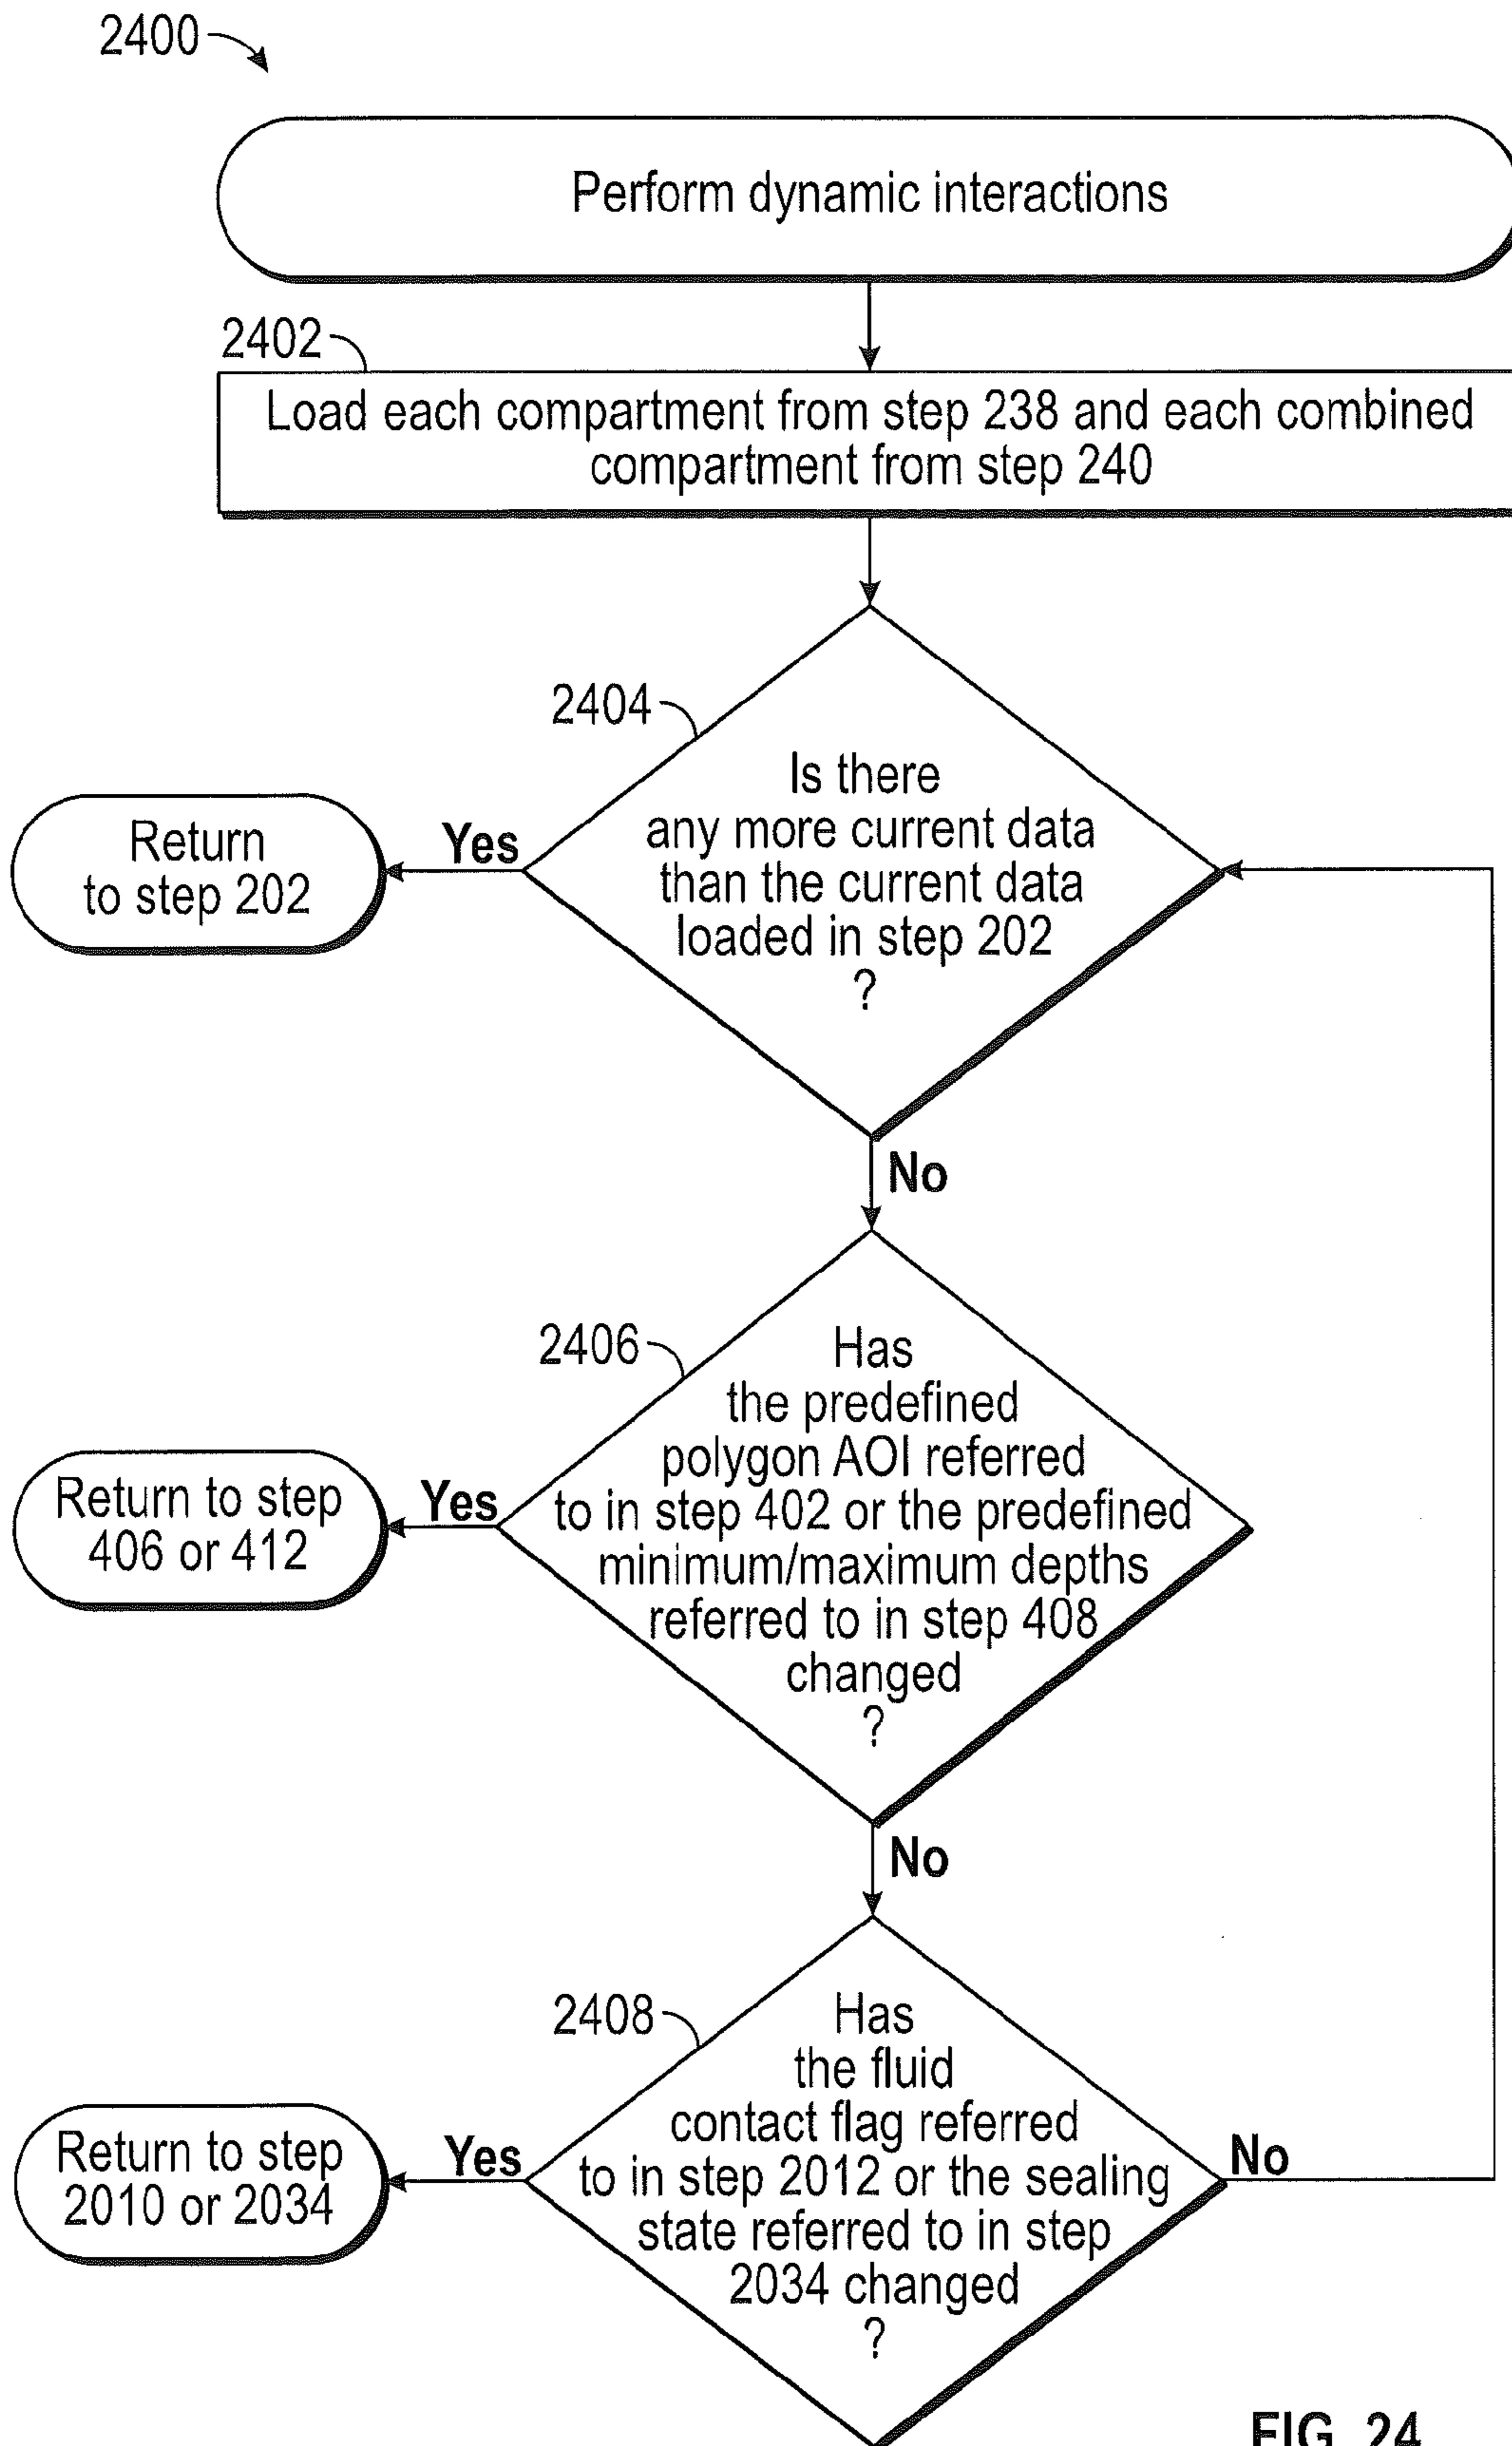 2400
Perform dynamic interactions
2402
Load each compartment from step 238 and each combined
compartment from step 240
2404
Is there
any more current data
than the current data
loaded in step 202
?
Yes
Return
to step 202
No
2406
Has
the predefined
polygon AOI referred
to in step 402 or the predefined
minimum/maximum depths
referred to in step 408
changed
?
Yes
Return to step
406 or 412
No
2408
Has
the fluid
contact flag referred
to in step 2012 or the sealing
state referred to in step
2034 changed
?
Yes
Return to step
2010 or 2034
No
FIG. 24